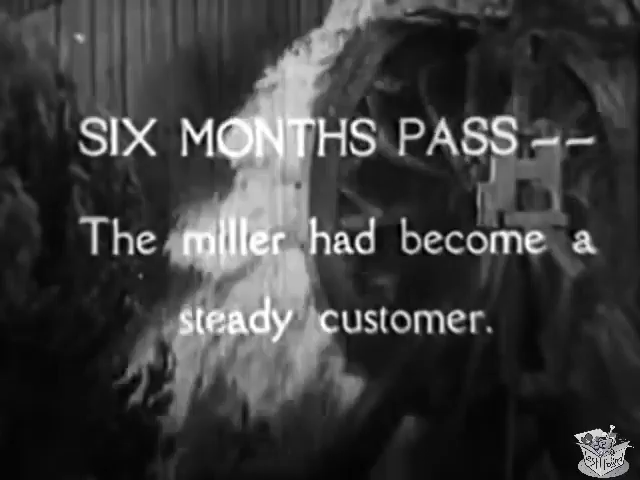 SIX MONTHS PASS——
The miller had become a
steady customer.